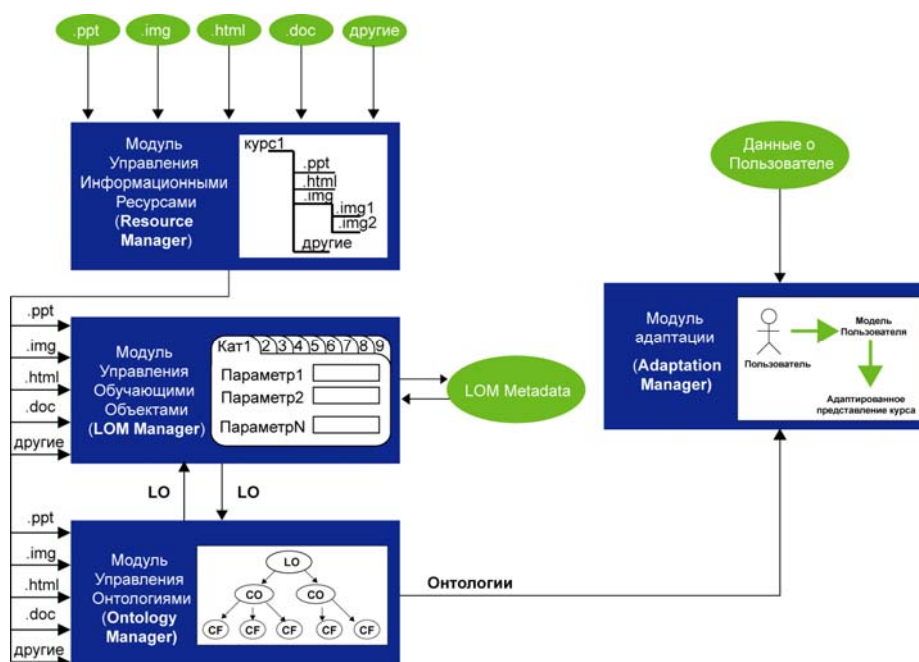 .ppt
.img
.html
.doc
другие
Модуль
Управления
Информационными
Ресурсами
(Resource
Manager)
курс1
.ppt
.html
.img
.img1
.img2
другие
Данные о
Пользователе
.ppt
.img
.html
.doc
другие
Модуль
Управления
Обучающими
Объектами
(LOM Manager)
Кат1 2 3 4 5 6 7 8 9
Параметр1
Параметр2
ПараметрN
LOM Metadata
Модуль
адаптации
(Adaptation
Manager)
Пользователь
Модель
Пользователя
Адаптированное
представление курса
LO
LO
.ppt
.img
.html
.doc
другие
Модуль
Управления
Онтологиями
(Ontology
Manager)
LO
CO CO
CF CF CF CF CF
Онтологии